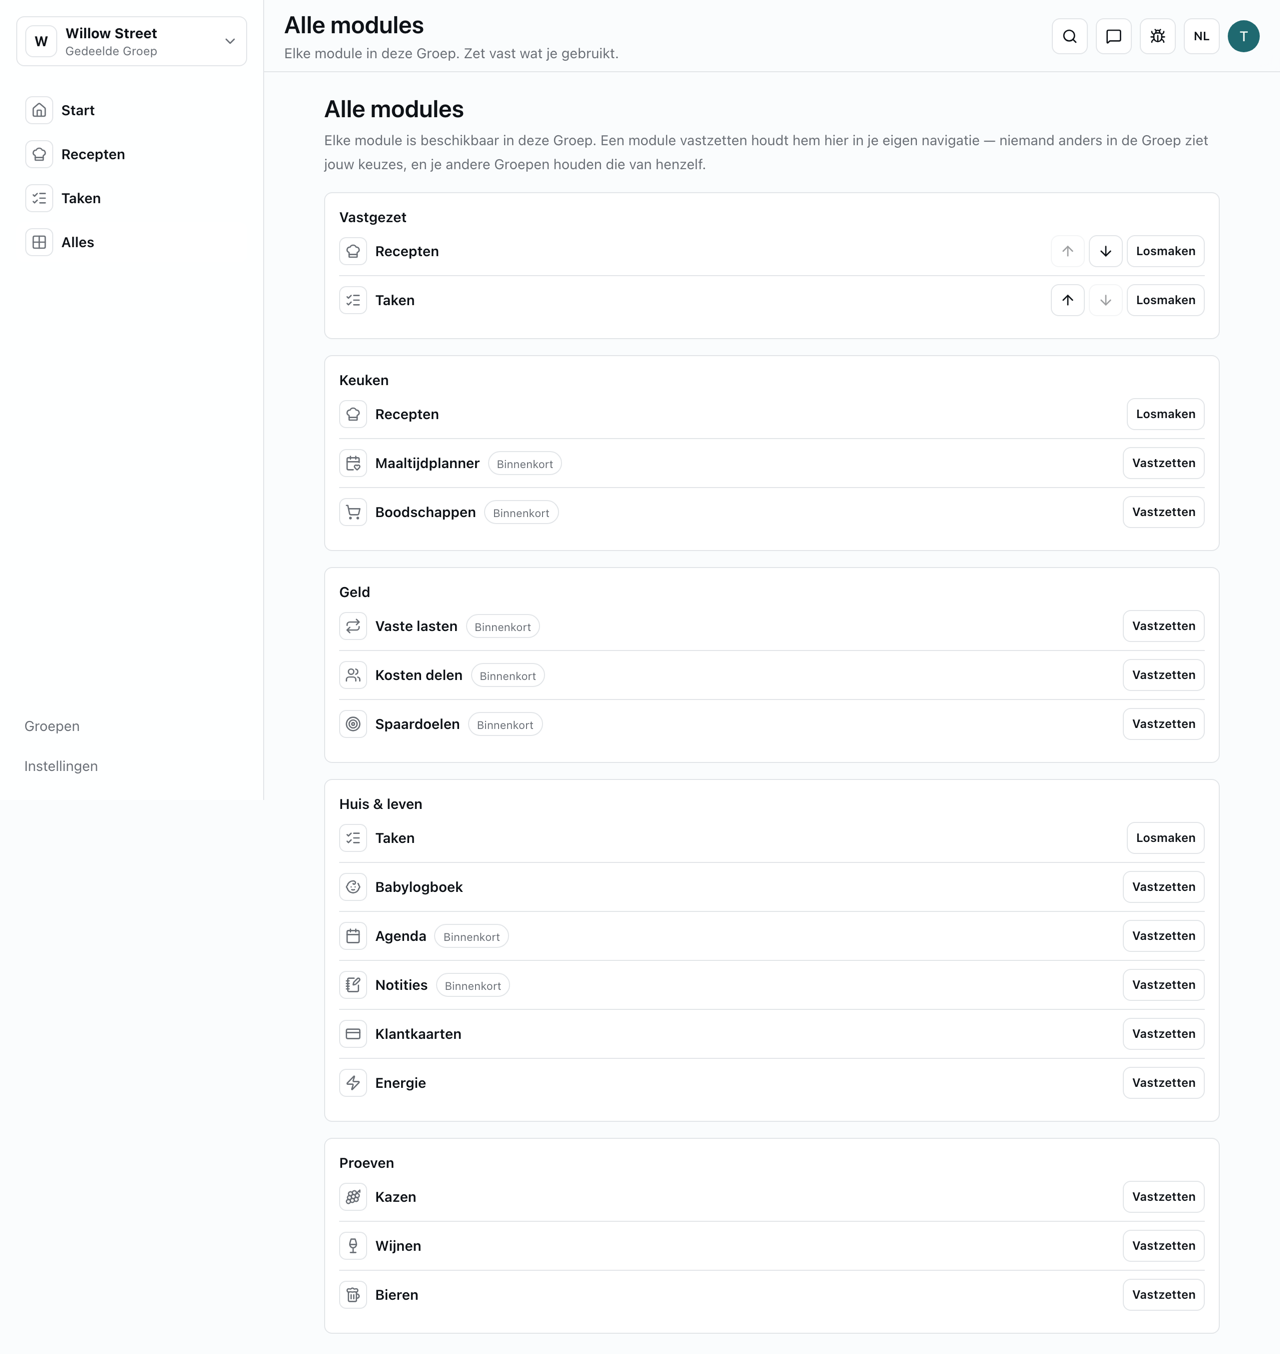 W
Willow Street
Gedeelde Groep
Start
Recepten
Taken
Alles
Groepen
Instellingen
Alle modules
Elke module in deze Groep. Zet vast wat je gebruikt.
NL
T
Alle modules
Elke module is beschikbaar in deze Groep. Een module vastzetten houdt hem hier in je eigen navigatie — niemand anders in de Groep ziet
jouw keuzes, en je andere Groepen houden die van henzelf.
Vastgezet
Recepten Losmaken
Taken Losmaken
Keuken
Recepten Losmaken
Maaltijdplanner Binnenkort Vastzetten
Boodschappen Binnenkort Vastzetten
Geld
Vaste lasten Binnenkort Vastzetten
Kosten delen Binnenkort Vastzetten
Spaardoelen Binnenkort Vastzetten
Huis & leven
Taken Losmaken
Babylogboek Vastzetten
Agenda Binnenkort Vastzetten
Notities Binnenkort Vastzetten
Klantkaarten Vastzetten
Energie Vastzetten
Proeven
Kazen Vastzetten
Wijnen Vastzetten
Bieren Vastzetten